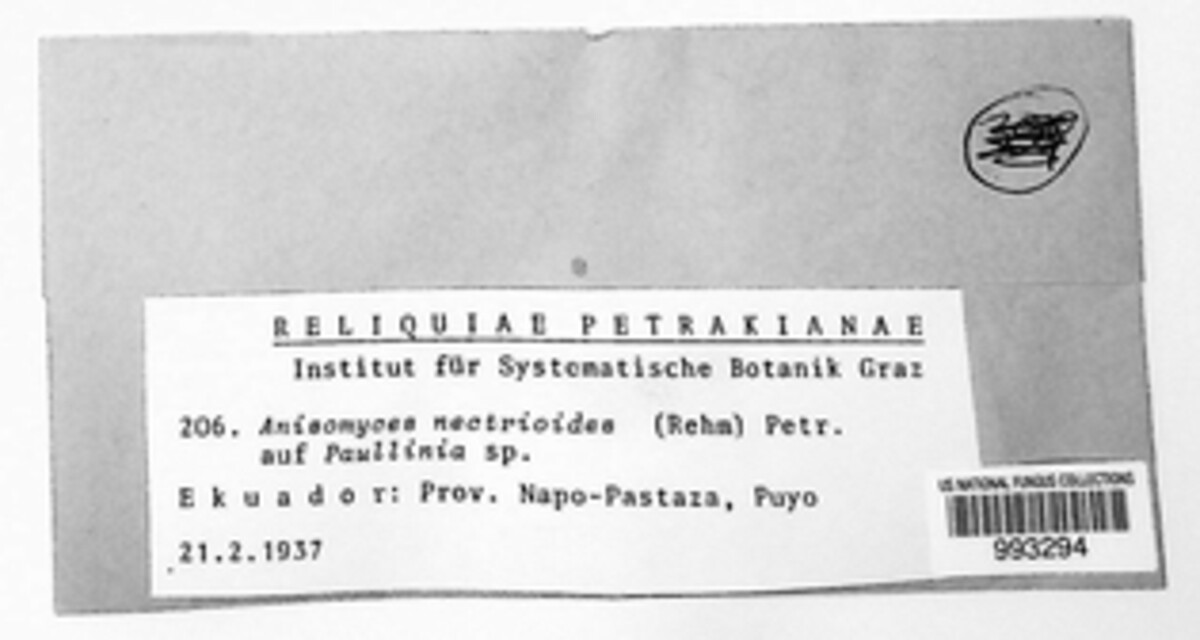 RELIQUIAE PETRAKIANAE
Institut für Systematische Botanik Graz
206. Anisomyces nectrioides (Rehm) Petr.
auf Paullinia sp.
Ekuador: Prov. Napo-Pastaza, Puyo
21.2.1937
US NATIONAL FUNGUS COLLECTIONS
993294